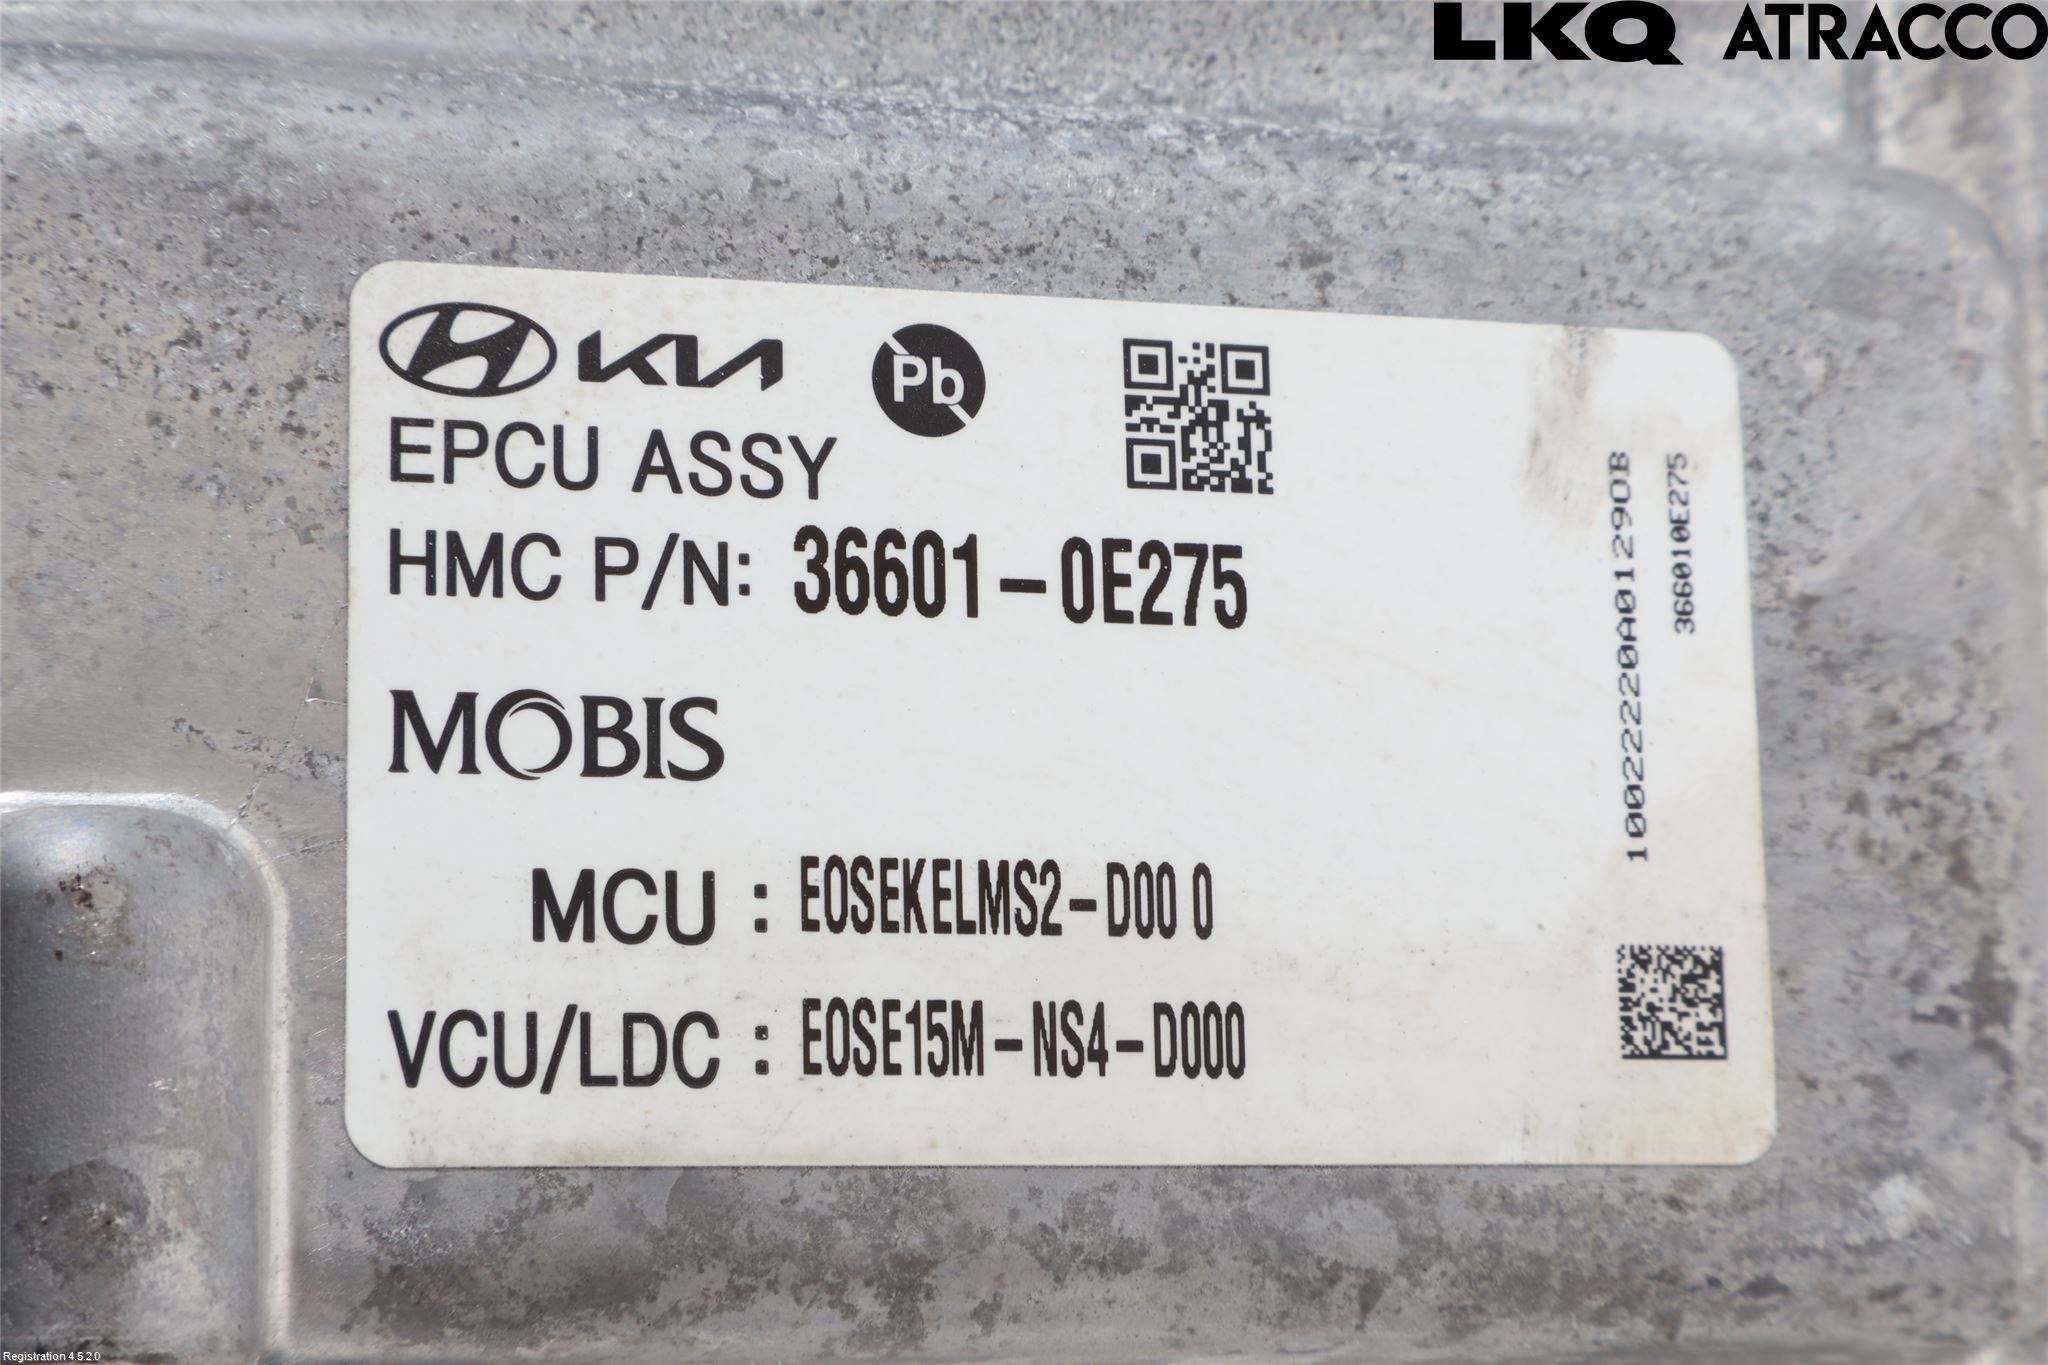 LKQ ATRACCO
KIA
Pb
EPCU ASSY
HMC P/N: 36601-0E275
MOBIS
MCU : E0SEKELMS2-D00 0
VCU/LDC : E0SE15M-NS4-D000
10022220A01290B
366010E275
Registration 4.5.2.0